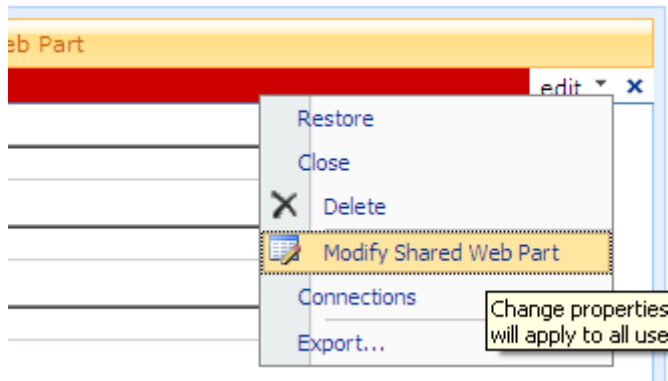 eb Part
edit
Restore
Close
Delete
Modify Shared Web Part
Connections
Change properties
will apply to all use
Export...